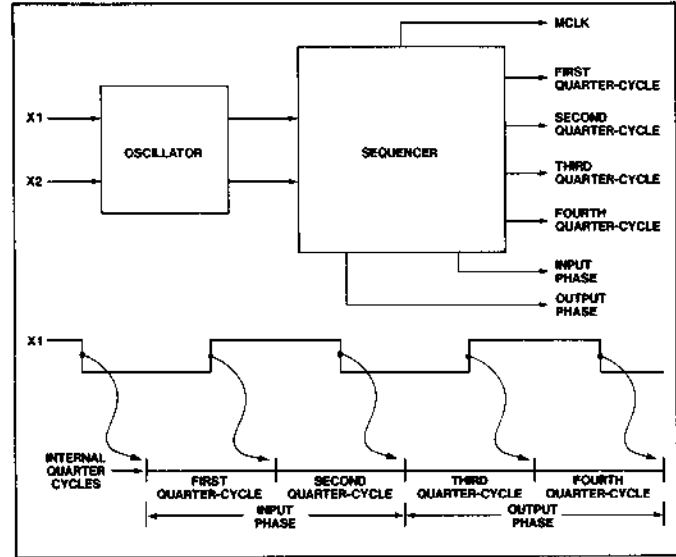 MCLK
FIRST
QUARTER-CYCLE
X1
SECOND
QUARTER-CYCLE
OSCILLATOR
SEQUENCER
THIRD
QUARTER-CYCLE
X2
FOURTH
QUARTER-CYCLE
INPUT
PHASE
OUTPUT
PHASE
X1
INTERNAL
QUARTER
CYCLES
FIRST
QUARTER-CYCLE
SECOND
QUARTER-CYCLE
THIRD
QUARTER-CYCLE
FOURTH
QUARTER-CYCLE
INPUT
PHASE
OUTPUT
PHASE